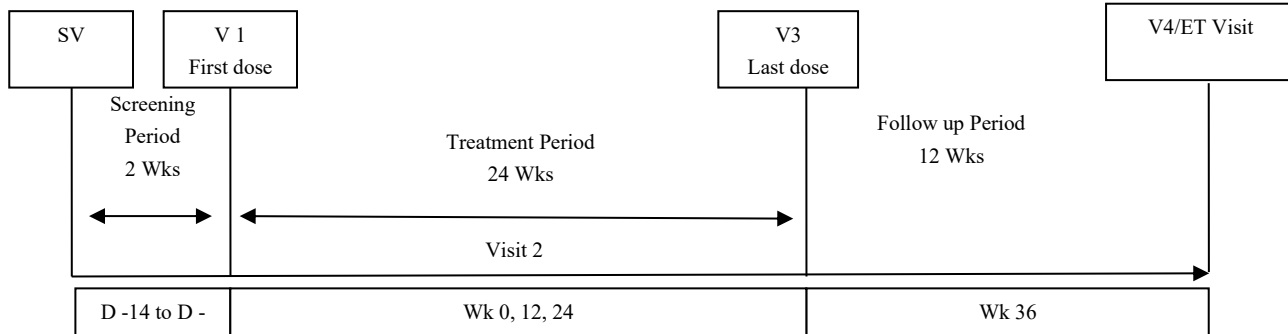 SV
V 1
First dose
V3
Last dose
V4/ET Visit
Screening
Period
2 Wks
Treatment Period
24 Wks
Follow up Period
12 Wks
Visit 2
D -14 to D -
Wk 0, 12, 24
Wk 36